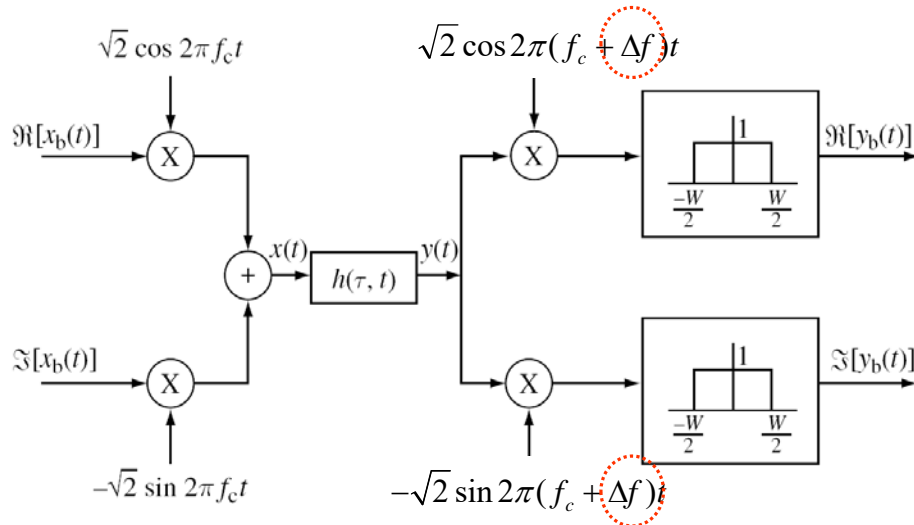 √2 cos 2πf_c t
√2 cos 2π(f_c + Δf)t
ℜ[x_b(t)]
X
X
1
−W/2
W/2
ℜ[y_b(t)]
+
x(t)
h(τ, t)
y(t)
ℑ[x_b(t)]
X
X
1
−W/2
W/2
ℑ[y_b(t)]
−√2 sin 2πf_c t
−√2 sin 2π(f_c + Δf)t